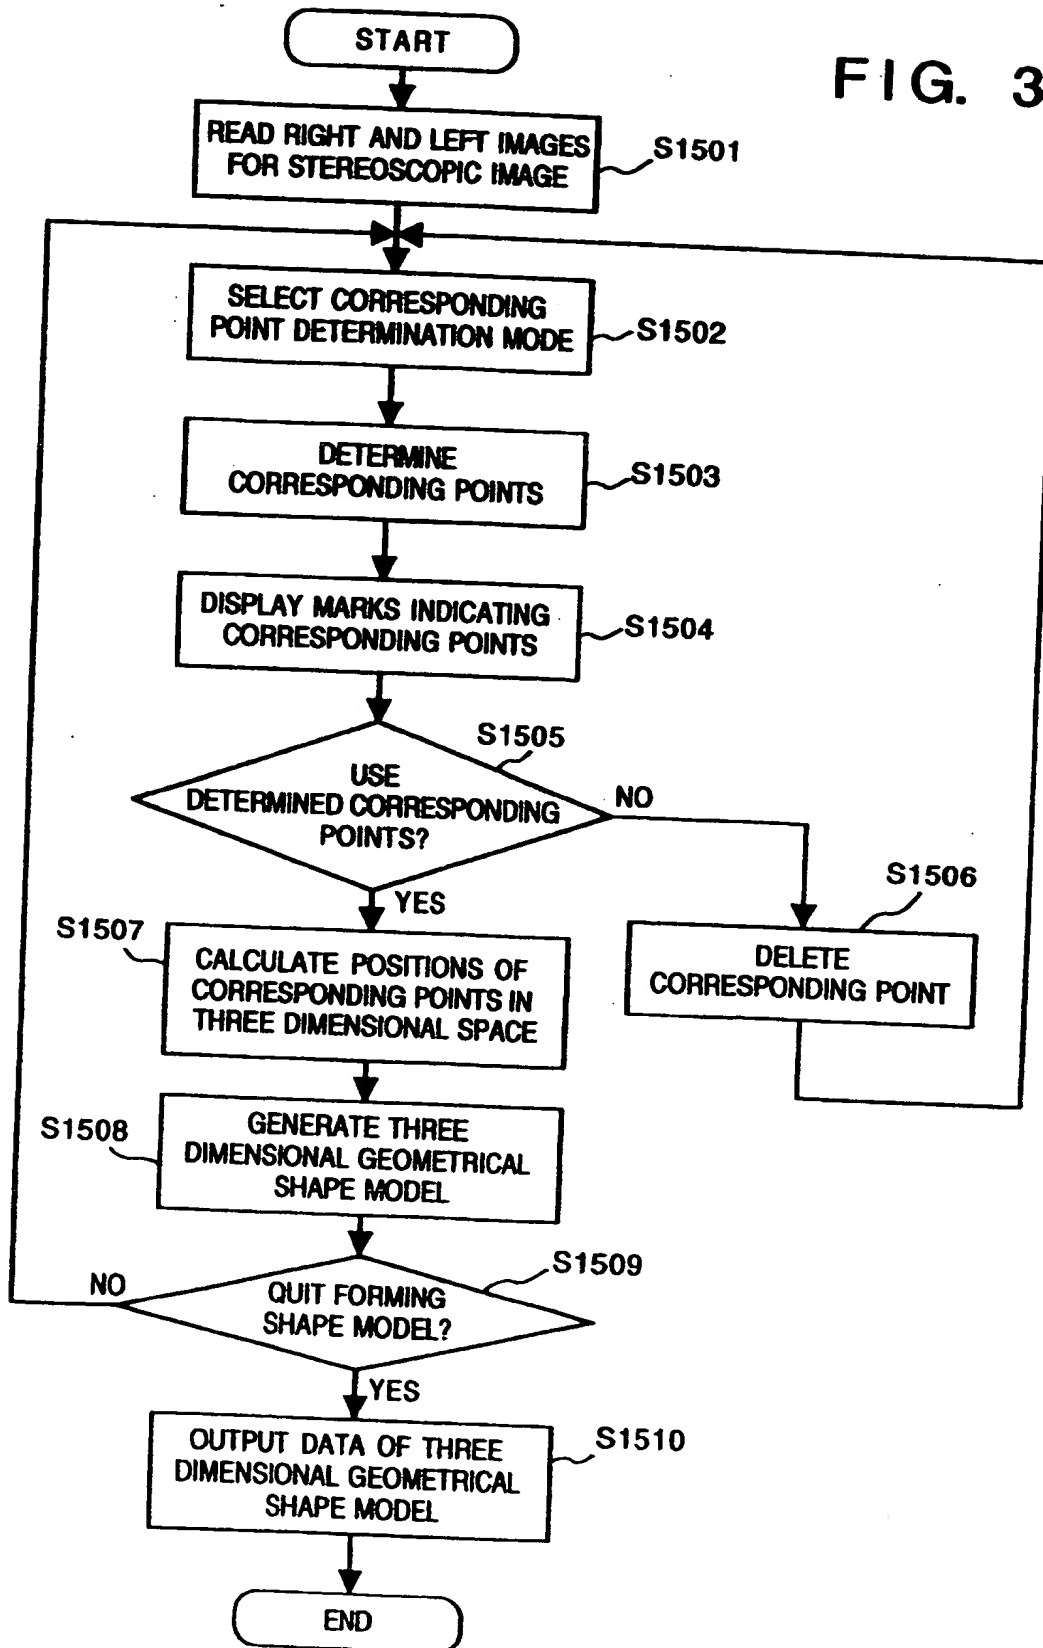 START
FIG. 3
READ RIGHT AND LEFT IMAGES
FOR STEREOSCOPIC IMAGE
S1501
SELECT CORRESPONDING
POINT DETERMINATION MODE
S1502
DETERMINE
CORRESPONDING POINTS
S1503
DISPLAY MARKS INDICATING
CORRESPONDING POINTS
S1504
S1505
USE
DETERMINED CORRESPONDING
POINTS?
NO
YES
S1506
DELETE
CORRESPONDING POINT
S1507
CALCULATE POSITIONS OF
CORRESPONDING POINTS IN
THREE DIMENSIONAL SPACE
S1508
GENERATE THREE
DIMENSIONAL GEOMETRICAL
SHAPE MODEL
S1509
NO
QUIT FORMING
SHAPE MODEL?
YES
OUTPUT DATA OF THREE
DIMENSIONAL GEOMETRICAL
SHAPE MODEL
S1510
END